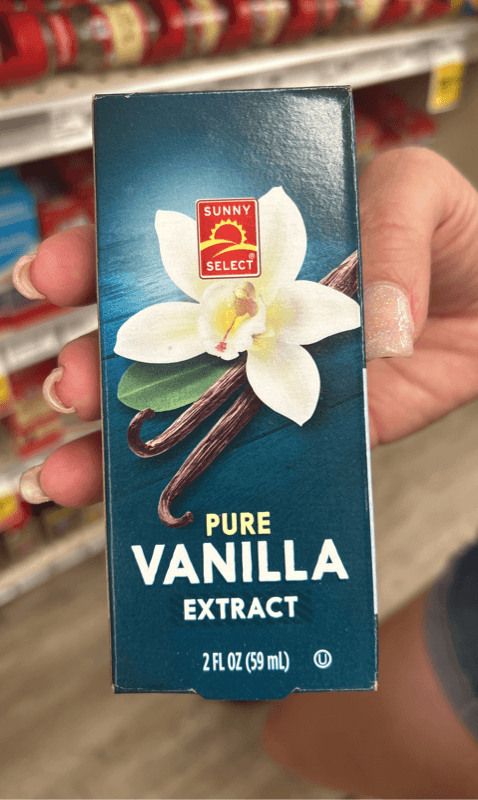 SUNNY
SELECT®
PURE
VANILLA
EXTRACT
2 FL OZ (59 mL) Ⓤ